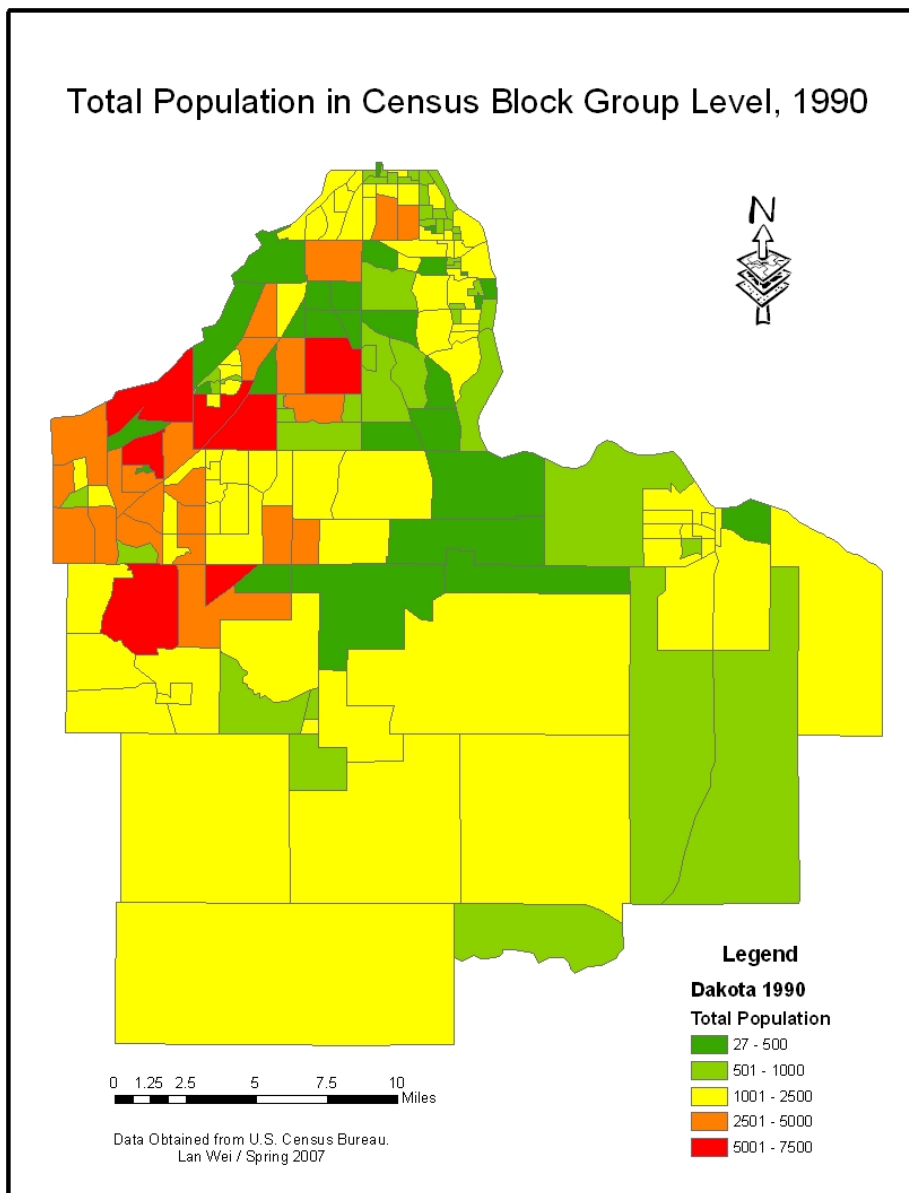 Total Population in Census Block Group Level, 1990
N
Legend
Dakota 1990
Total Population
27 - 500
501 - 1000
1001 - 2500
2501 - 5000
5001 - 7500
0 1.25 2.5 5 7.5 10
Miles
Data Obtained from U.S. Census Bureau.
Lan Wei / Spring 2007